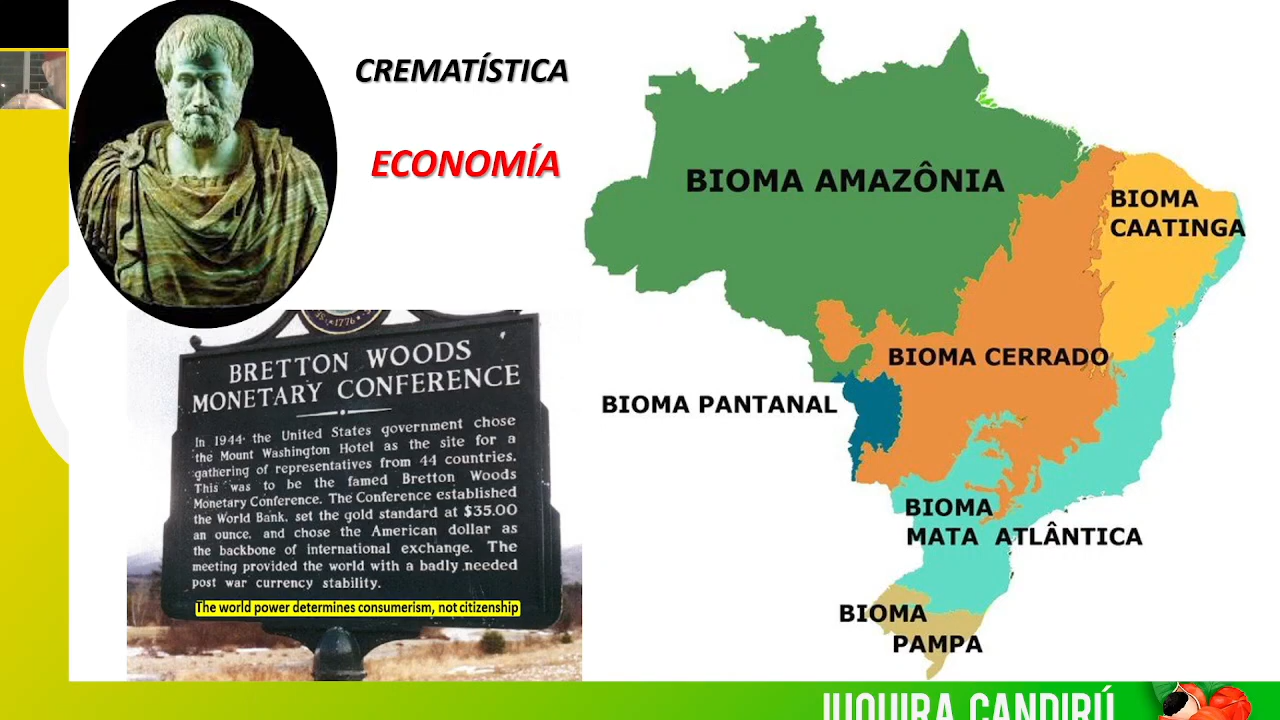 CREMATÍSTICA
ECONOMÍA
BRETTON WOODS
MONETARY CONFERENCE
In 1944 the United States government chose
the Mount Washington Hotel as the site for a
gathering of representatives from 44 countries.
This was to be the famed Bretton Woods
Monetary Conference. The Conference established
the World Bank, set the gold standard at $35.00
an ounce, and chose the American dollar as
the backbone of international exchange. The
meeting provided the world with a badly needed
post war currency stability.
The world power determines consumerism, not citizenship
BIOMA AMAZÔNIA
BIOMA
CAATINGA
BIOMA CERRADO
BIOMA PANTANAL
BIOMA
MATA ATLÂNTICA
BIOMA
PAMPA
JUQUIRA CANDIRÚ